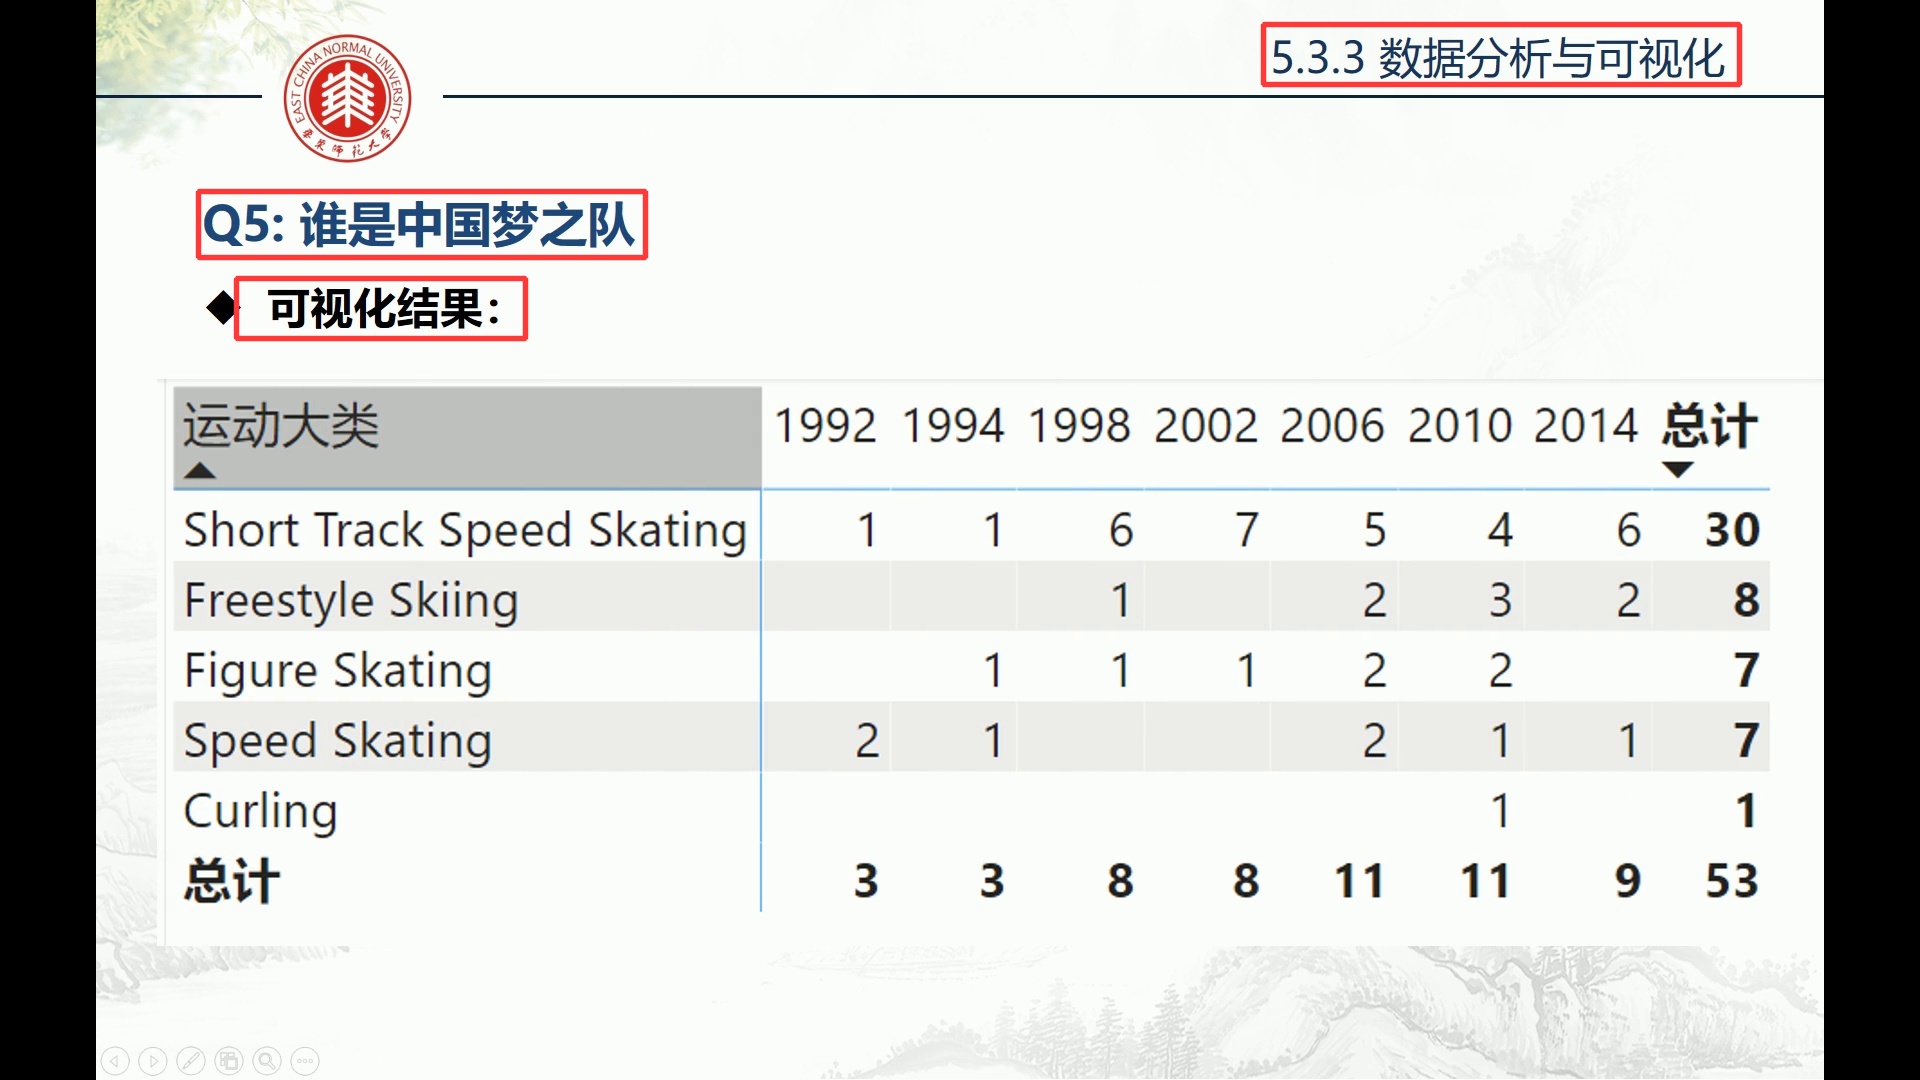 EAST CHINA NORMAL UNIVERSITY
华东师范大学
5.3.3 数据分析与可视化
Q5: 谁是中国梦之队
◆ 可视化结果：
运动大类 1992 1994 1998 2002 2006 2010 2014 总计
Short Track Speed Skating 1 1 6 7 5 4 6 30
Freestyle Skiing 1 2 3 2 8
Figure Skating 1 1 1 2 2 7
Speed Skating 2 1 2 1 1 7
Curling 1 1
总计 3 3 8 8 11 11 9 53